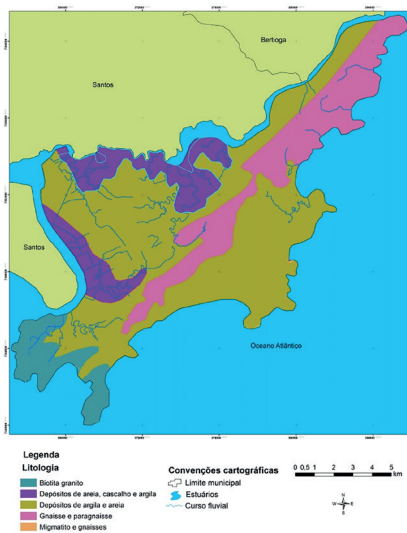 Bertioga
Santos
Santos
Oceano Atlântico
Legenda
Litologia
Biotita granito
Depósitos de areia, cascalho e argila
Depósitos de argila e areia
Gnaisse e paragnaisse
Migmatito e gnaisses
Convenções cartográficas
Limite municipal
Estuários
Curso fluvial
0 0,5 1 2 3 4 5
km
N
W E
S